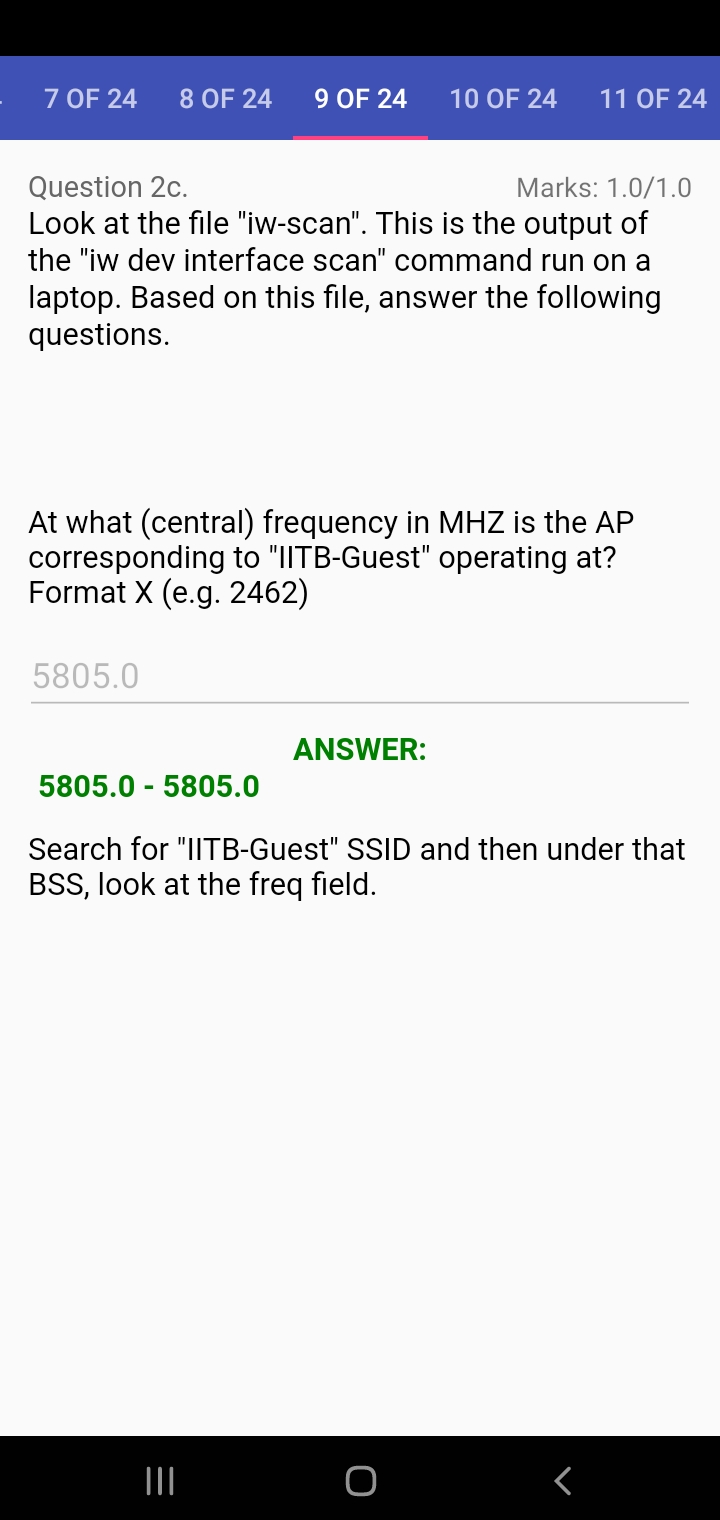 7 OF 24 8 OF 24 9 OF 24 10 OF 24 11 OF 24
Question 2c. Marks: 1.0/1.0
Look at the file "iw-scan". This is the output of
the "iw dev interface scan" command run on a
laptop. Based on this file, answer the following
questions.
At what (central) frequency in MHZ is the AP
corresponding to "IITB-Guest" operating at?
Format X (e.g. 2462)
5805.0
ANSWER:
5805.0 - 5805.0
Search for "IITB-Guest" SSID and then under that
BSS, look at the freq field.